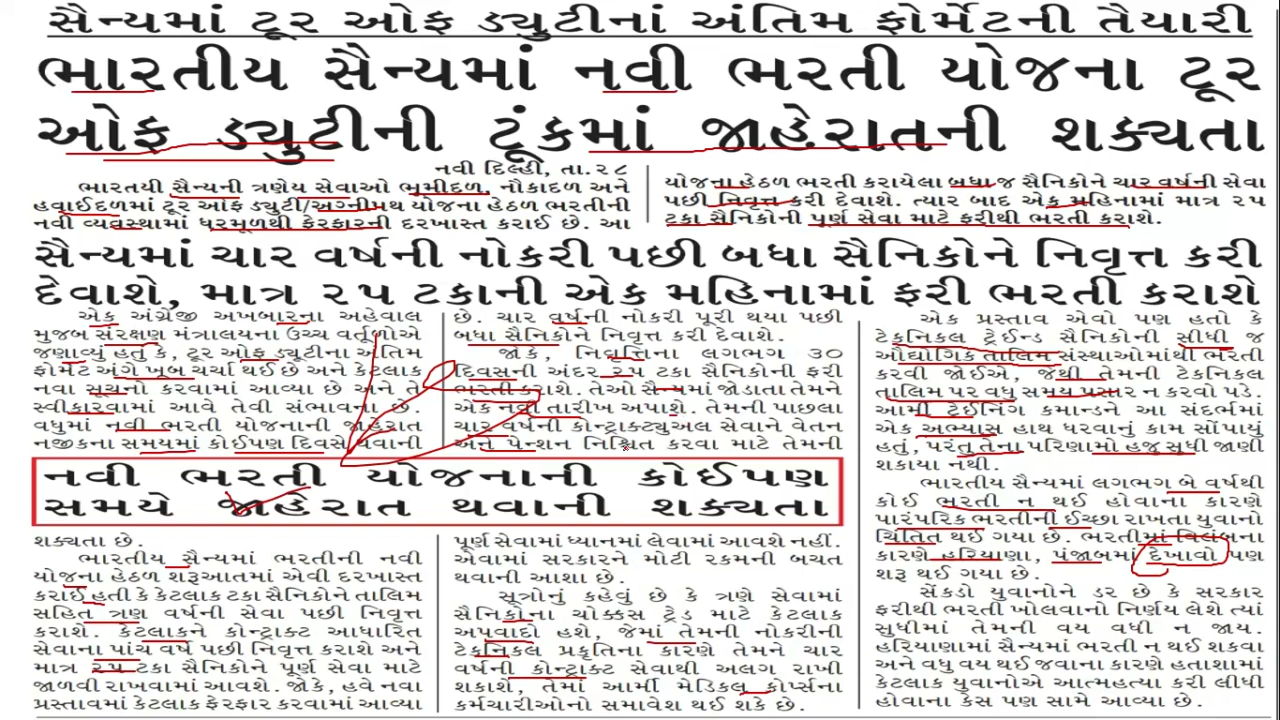 સૈન્યમાં ટૂર ઓફ ડ્યુટીનાં અંતિમ ફોર્મેટની તૈયારી
ભારતીય સૈન્યમાં નવી ભરતી યોજના ટૂર
ઓફ ડ્યુટીની ટૂંકમાં જાહેરાતની શક્યતા
નવી દિલ્હી, તા.૨૮
ભારતયી સૈન્યની ત્રણેય સેવાઓ ભૂમીદળ, નૌકાદળ અને
હવાઈદળમાં ટૂર ઓફ ડ્યુટી/અગ્નીપથ યોજના હેઠળ ભરતીની
નવી વ્યવસ્થામાં ધરમૂળથી ફેરફારની દરખાસ્ત કરાઈ છે. આ
યોજના હેઠળ ભરતી કરાયેલા બધા જ સૈનિકોને ચાર વર્ષની સેવા
પછી નિવૃત્ત કરી દેવાશે. ત્યાર બાદ એક મહિનામાં માત્ર ૨૫
ટકા સૈનિકોની પૂર્ણ સેવા માટે ફરીથી ભરતી કરાશે.
સૈન્યમાં ચાર વર્ષની નોકરી પછી બધા સૈનિકોને નિવૃત્ત કરી
દેવાશે, માત્ર ૨૫ ટકાની એક મહિનામાં ફરી ભરતી કરાશે
એક અંગ્રેજી અખબારના અહેવાલ
મુજબ સંરક્ષણ મંત્રાલયના ઉચ્ચ વર્તૂળોએ
જણાવ્યું હતું કે, ટૂર ઓફ ડ્યુટીના અંતિમ
ફોર્મેટ અંગે ખૂબ ચર્ચા થઈ છે અને કેટલાક
નવા સૂચનો કરવામાં આવ્યા છે અને તે
સ્વીકારવામાં આવે તેવી સંભાવના છે.
વધુમાં નવી ભરતી યોજનાની જાહેરાત
નજીકના સમયમાં કોઈપણ દિવસે થવાની
છે. ચાર વર્ષની નોકરી પૂરી થયા પછી
બધા સૈનિકોને નિવૃત્ત કરી દેવાશે.
જોકે, નિવૃત્તિના લગભગ ૩૦
દિવસની અંદર ૨૫ ટકા સૈનિકોની ફરી
ભરતી કરાશે. તેઓ સૈન્યમાં જોડાતા તેમને
એક નવી તારીખ અપાશે. તેમની પાછલા
ચાર વર્ષની કોન્ટ્રાક્ટ્યુઅલ સેવાને વેતન
અને પેન્શન નિશ્ચિત કરવા માટે તેમની
નવી ભરતી યોજનાની કોઈપણ
સમયે જાહેરાત થવાની શક્યતા
શક્યતા છે.
ભારતીય સૈન્યમાં ભરતીની નવી
યોજના હેઠળ શરૂઆતમાં એવી દરખાસ્ત
કરાઈ હતી કે કેટલાક ટકા સૈનિકોને તાલિમ
સહિત ત્રણ વર્ષની સેવા પછી નિવૃત્ત
કરાશે. કેટલાકને કોન્ટ્રાક્ટ આધારિત
સેવાના પાંચ વર્ષ પછી નિવૃત્ત કરાશે અને
માત્ર ૨૫ ટકા સૈનિકોને પૂર્ણ સેવા માટે
જાળવી રાખવામાં આવશે. જોકે, હવે નવા
પ્રસ્તાવમાં કેટલાક ફેરફાર કરવામાં આવ્યા
પૂર્ણ સેવામાં ધ્યાનમાં લેવામાં આવશે નહીં.
એવામાં સરકારને મોટી રકમની બચત
થવાની આશા છે.
સૂત્રોનું કહેવું છે કે ત્રણે સેવામાં
સૈનિકોના ચોક્કસ ટ્રેડ માટે કેટલાક
અપવાદો હશે, જેમાં તેમની નોકરીની
ટેકનિકલ પ્રકૃતિના કારણે તેમને ચાર
વર્ષની કોન્ટ્રાક્ટ સેવાથી અલગ રાખી
શકાશે, તેમાં આર્મી મેડિકલ કોર્પ્સના
કર્મચારીઓનો સમાવેશ થઈ શકે છે.
એક પ્રસ્તાવ એવો પણ હતો કે
ટેકનિકલ ટ્રેઈન્ડ સૈનિકોની સીધી જ
ઔદ્યોગિક તાલિમ સંસ્થાઓમાંથી ભરતી
કરવી જોઈએ, જેથી તેમની ટેકનિકલ
તાલિમ પર વધુ સમય પસાર ન કરવો પડે.
આર્મી ટ્રેઈનિંગ કમાન્ડને આ સંદર્ભમાં
એક અભ્યાસ હાથ ધરવાનું કામ સોંપાયું
હતું, પરંતુ તેના પરિણામો હજુ સુધી જાણી
શકાયા નથી.
ભારતીય સૈન્યમાં લગભગ બે વર્ષથી
કોઈ ભરતી ન થઈ હોવાના કારણે
પારંપરિક ભરતીની ઈચ્છા રાખતા યુવાનો
ચિંતિત થઈ ગયા છે. ભરતીમાં વિલંબના
કારણે હરિયાણા, પંજાબમાં દેખાવો પણ
શરૂ થઈ ગયા છે.
સેંકડો યુવાનોને ડર છે કે સરકાર
ફરીથી ભરતી ખોલવાનો નિર્ણય લેશે ત્યાં
સુધીમાં તેમની વય વધી ન જાય.
હરિયાણામાં સૈન્યમાં ભરતી ન થઈ શકવા
અને વધુ વય થઈ જવાના કારણે હતાશામાં
કેટલાક યુવાનોએ આત્મહત્યા કરી લીધી
હોવાના કેસ પણ સામે આવ્યા છે.